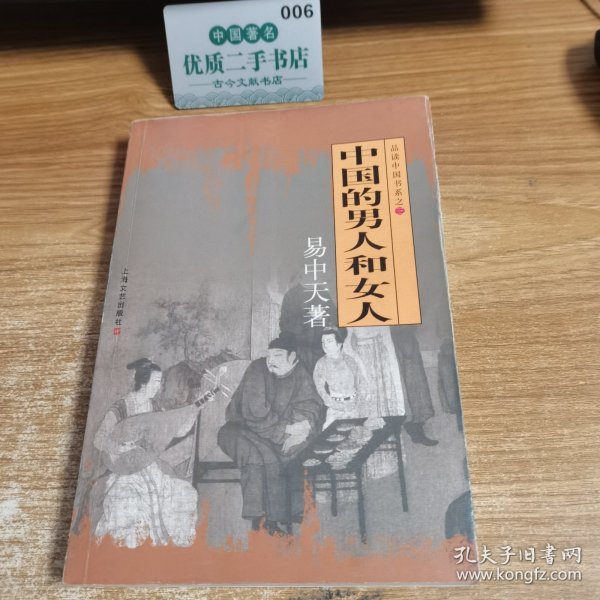 006
中国著名
优质二手书店
古今文献书店
品读中国书系之二
中国的男人和女人
易中天著
上海文艺出版社
孔夫子旧书网
www.kongfz.com